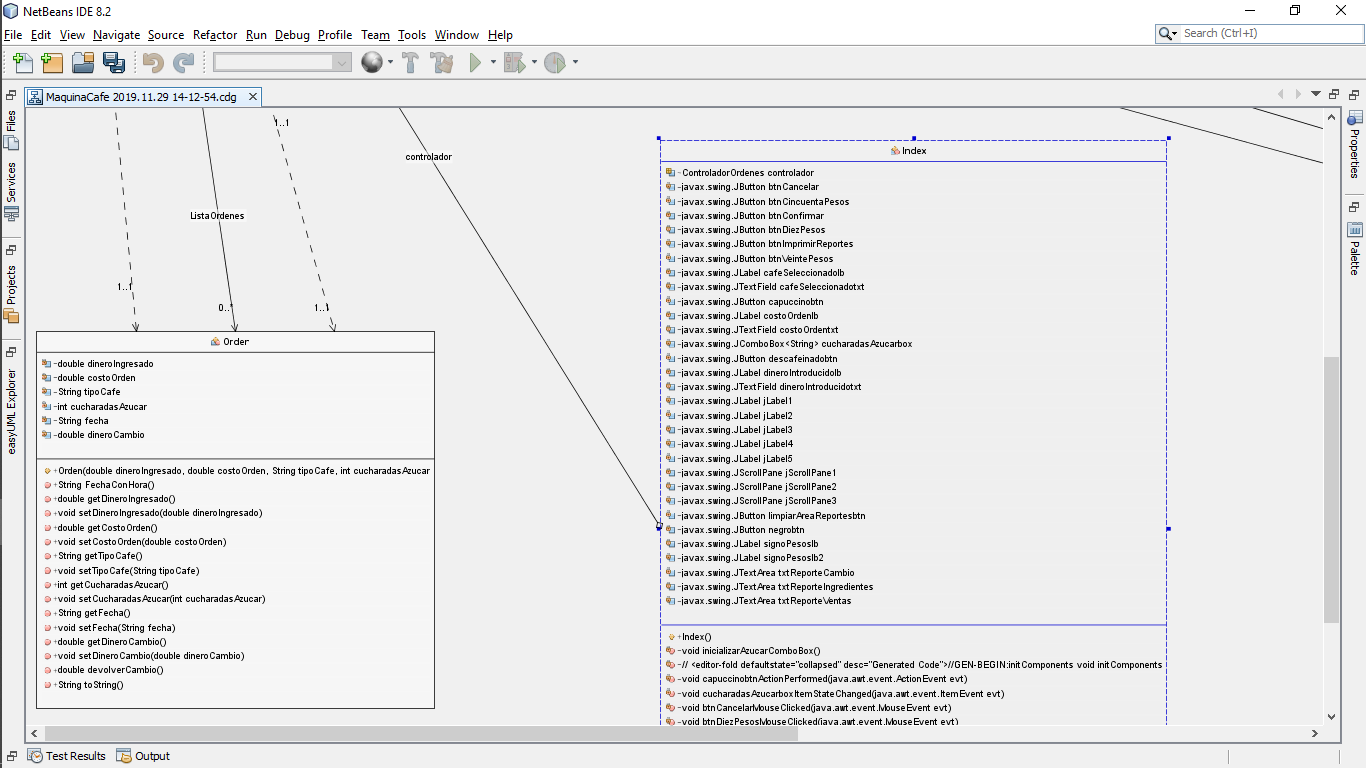 NetBeans IDE 8.2
File Edit View Navigate Source Refactor Run Debug Profile Team Tools Window Help
Search (Ctrl+I)
MaquinaCafe 2019.11.29 14-12-54.cdg
Files
Services
Projects
easyUML Explorer
1..1
controlador
ListaOrdenes
1..1
0..*
1..1
Order
-double dineroIngresado
-double costoOrden
-String tipoCafe
-int cucharadasAzucar
-String fecha
-double dineroCambio
+Orden(double dineroIngresado, double costoOrden, String tipoCafe, int cucharadasAzucar
+String FechaConHora()
+double getDineroIngresado()
+void setDineroIngresado(double dineroIngresado)
+double getCostoOrden()
+void setCostoOrden(double costoOrden)
+String getTipoCafe()
+void setTipoCafe(String tipoCafe)
+int getCucharadasAzucar()
+void setCucharadasAzucar(int cucharadasAzucar)
+String getFecha()
+void setFecha(String fecha)
+double getDineroCambio()
+void setDineroCambio(double dineroCambio)
+double devolverCambio()
+String toString()
Index
-ControladorOrdenes controlador
-javax.swing.JButton btnCancelar
-javax.swing.JButton btnCincuentaPesos
-javax.swing.JButton btnConfirmar
-javax.swing.JButton btnDiezPesos
-javax.swing.JButton btnImprimirReportes
-javax.swing.JButton btnVeintePesos
-javax.swing.JLabel cafeSeleccionadolb
-javax.swing.JTextField cafeSeleccionadotxt
-javax.swing.JButton capuccinobtn
-javax.swing.JLabel costoOrdenlb
-javax.swing.JTextField costoOrdentxt
-javax.swing.JComboBox<String> cucharadasAzucarbox
-javax.swing.JButton descafeinadobtn
-javax.swing.JLabel dineroIntroducidolb
-javax.swing.JTextField dineroIntroducidotxt
-javax.swing.JLabel jLabel1
-javax.swing.JLabel jLabel2
-javax.swing.JLabel jLabel3
-javax.swing.JLabel jLabel4
-javax.swing.JLabel jLabel5
-javax.swing.JScrollPane jScrollPane1
-javax.swing.JScrollPane jScrollPane2
-javax.swing.JScrollPane jScrollPane3
-javax.swing.JButton limpiarAreaReportesbtn
-javax.swing.JButton negrobtn
-javax.swing.JLabel signoPesoslb
-javax.swing.JLabel signoPesoslb2
-javax.swing.JTextArea txtReporteCambio
-javax.swing.JTextArea txtReporteIngredientes
-javax.swing.JTextArea txtReporteVentas
+Index()
-void inicializarAzucarComboBox()
-// <editor-fold defaultstate="collapsed" desc="Generated Code">//GEN-BEGIN:initComponents void initComponents
-void capuccinobtnActionPerformed(java.awt.event.ActionEvent evt)
-void cucharadasAzucarboxItemStateChanged(java.awt.event.ItemEvent evt)
-void btnCancelarMouseClicked(java.awt.event.MouseEvent evt)
-void btnDiezPesosMouseClicked(java.awt.event.MouseEvent evt)
Properties
Palette
Test Results
Output